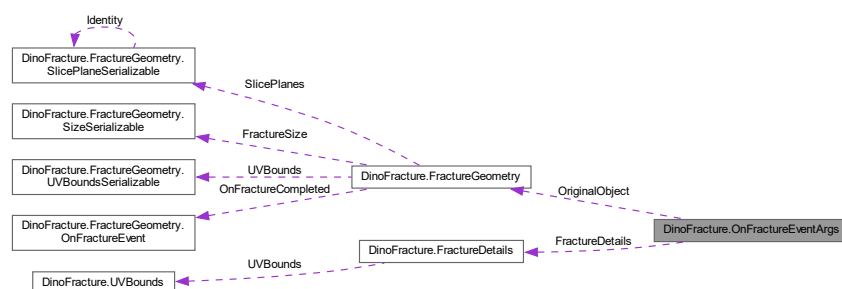 Identity
DinoFracture.FractureGeometry.
SlicePlaneSerializable
SlicePlanes
DinoFracture.FractureGeometry.
SizeSerializable
FractureSize
DinoFracture.FractureGeometry.
UVBoundsSerializable
UVBounds
DinoFracture.FractureGeometry
OnFractureCompleted
OriginalObject
DinoFracture.FractureGeometry.
OnFractureEvent
DinoFracture.OnFractureEventArgs
FractureDetails
DinoFracture.FractureDetails
UVBounds
DinoFracture.UVBounds